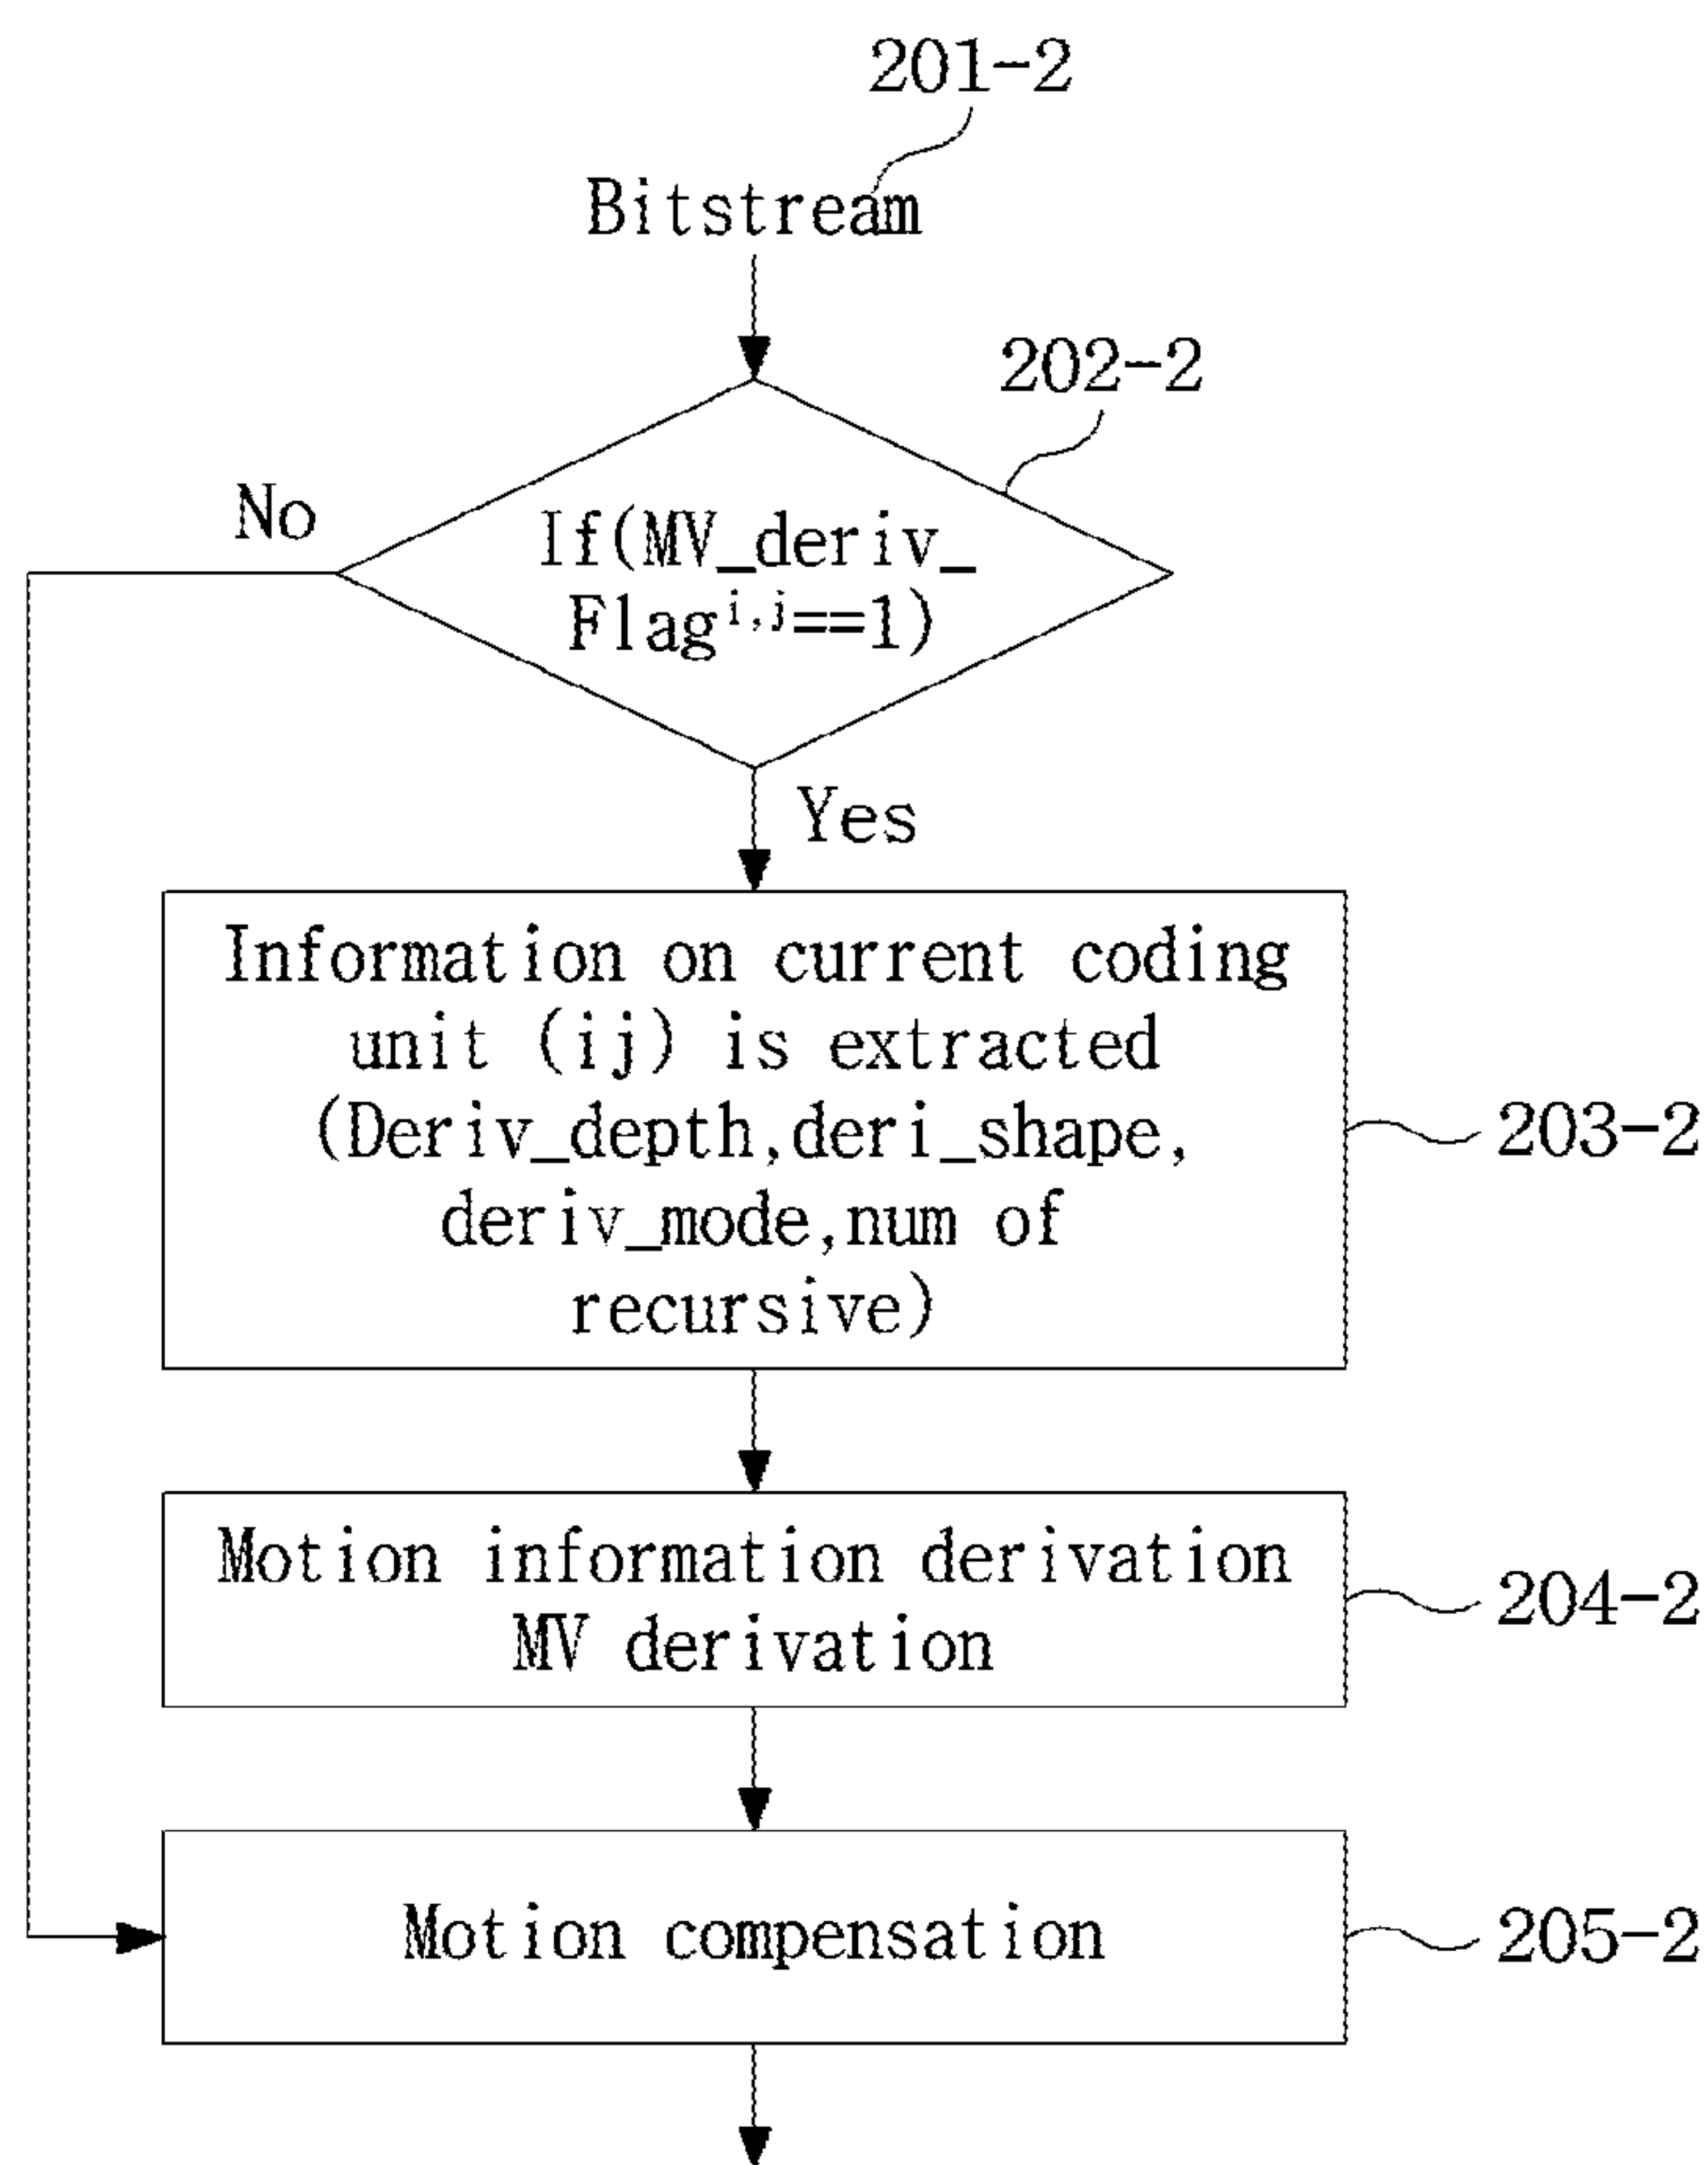 201-2
Bitstream
202-2
No
If(MV_deriv_
Flag^i,j==1)
Yes
Information on current coding
unit (ij) is extracted
(Deriv_depth,deri_shape,
deriv_mode,num of
recursive)
203-2
Motion information derivation
MV derivation
204-2
Motion compensation
205-2